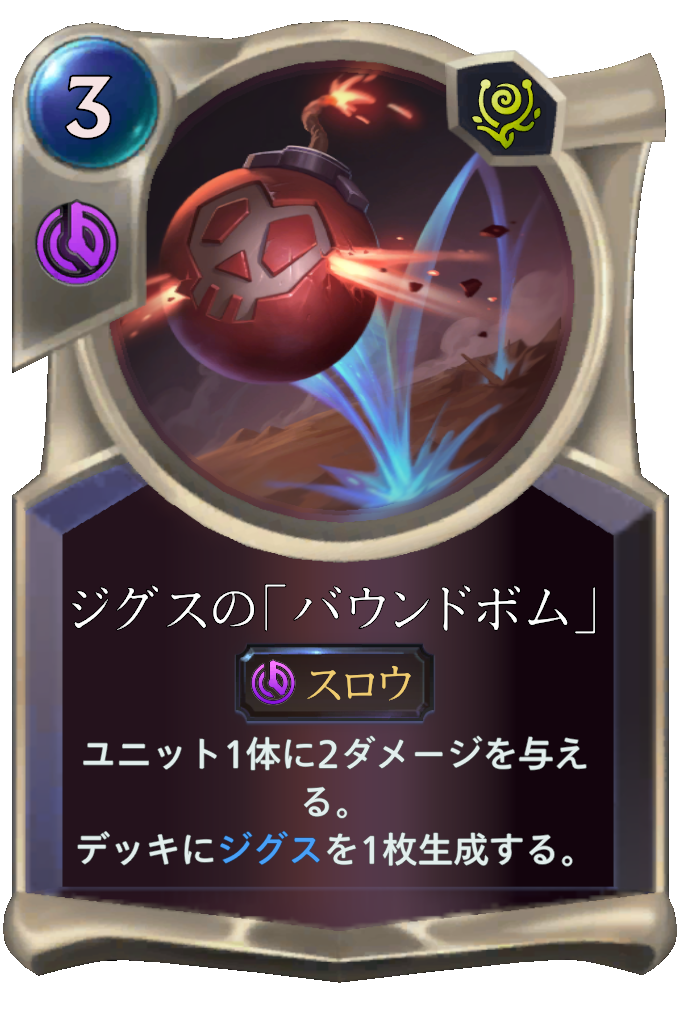 3
ジグスの「バウンドボム」
スロウ
ユニット1体に2ダメージを与え
る。
デッキにジグスを1枚生成する。